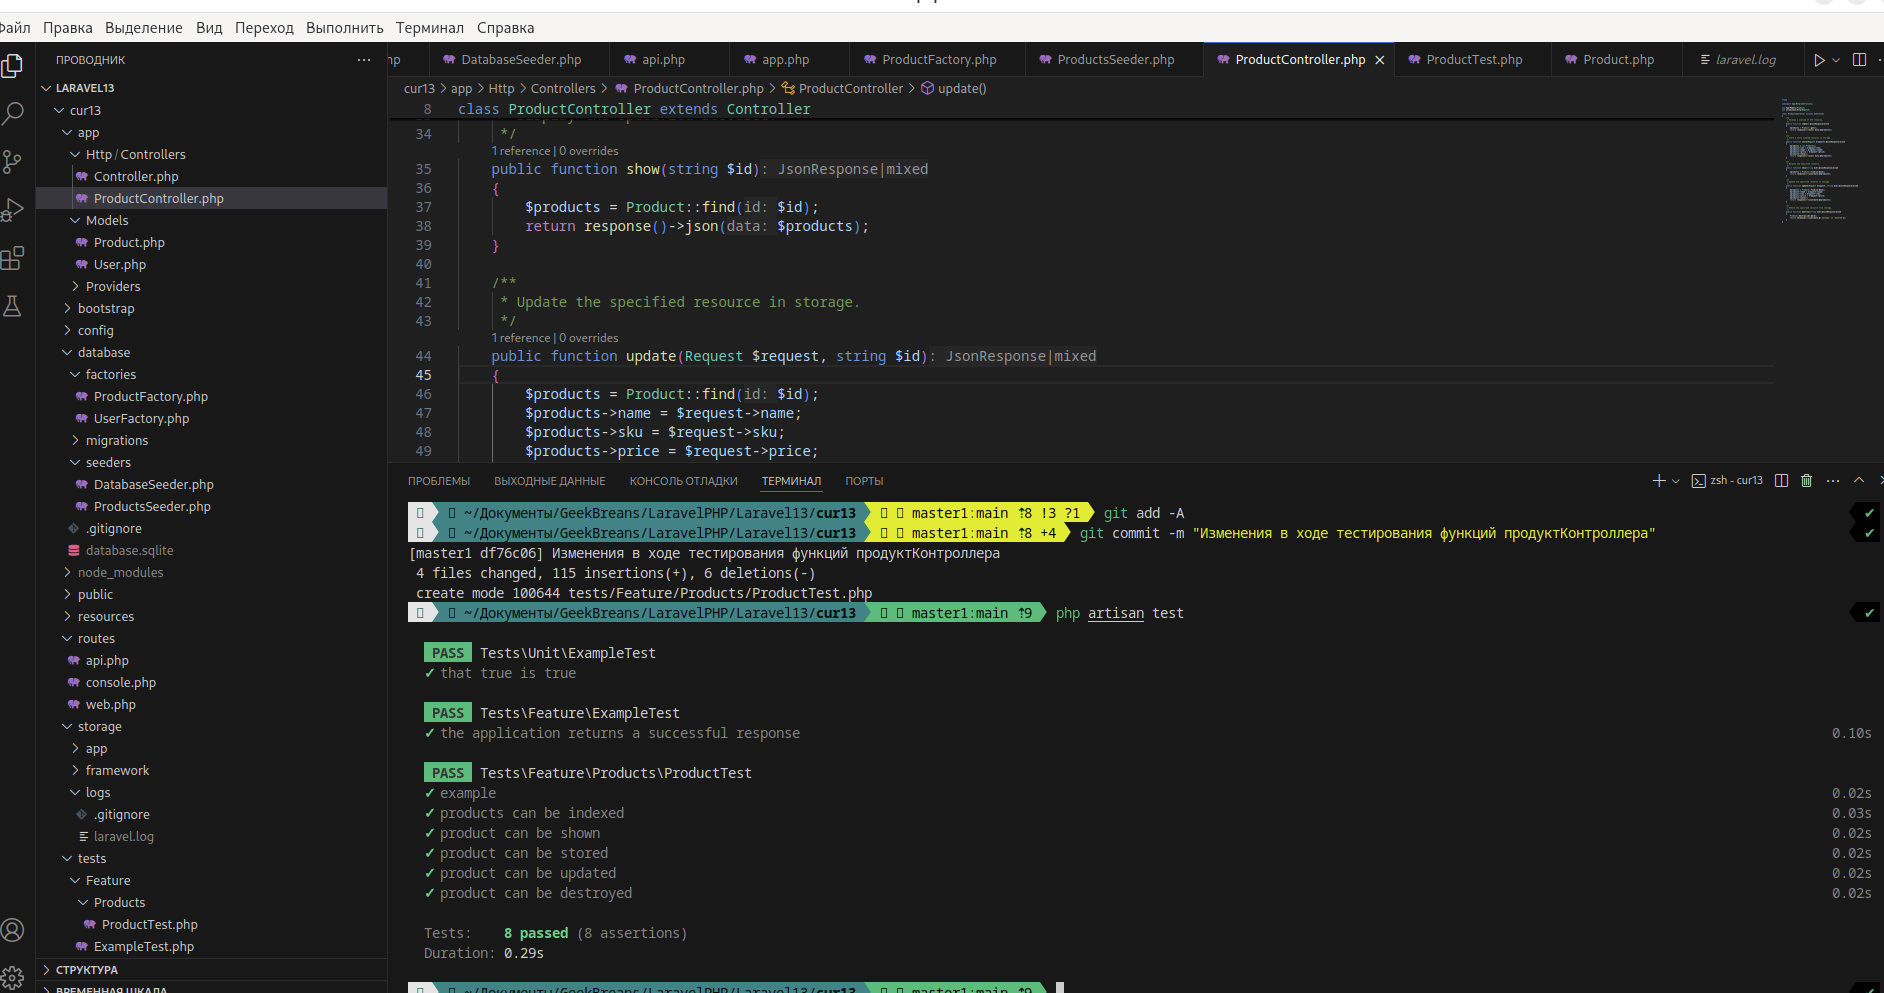 Файл Правка Выделение Вид Переход Выполнить Терминал Справка
ПРОВОДНИК
LARAVEL13
cur13
app
Http / Controllers
Controller.php
ProductController.php
Models
Product.php
User.php
Providers
bootstrap
config
database
factories
ProductFactory.php
UserFactory.php
migrations
seeders
DatabaseSeeder.php
ProductsSeeder.php
.gitignore
database.sqlite
node_modules
public
resources
routes
api.php
console.php
web.php
storage
app
framework
logs
.gitignore
laravel.log
tests
Feature
Products
ProductTest.php
ExampleTest.php
СТРУКТУРА
ВРЕМЕННАЯ ШКАЛА
hp DatabaseSeeder.php api.php app.php ProductFactory.php ProductsSeeder.php ProductController.php ProductTest.php Product.php laravel.log
cur13 > app > Http > Controllers > ProductController.php > ProductController > update()
8 class ProductController extends Controller
34 */
1 reference | 0 overrides
35 public function show(string $id): JsonResponse|mixed
36 {
37 $products = Product::find(id: $id);
38 return response()->json(data: $products);
39 }
40
41 /**
42 * Update the specified resource in storage.
43 */
1 reference | 0 overrides
44 public function update(Request $request, string $id): JsonResponse|mixed
45 {
46 $products = Product::find(id: $id);
47 $products->name = $request->name;
48 $products->sku = $request->sku;
49 $products->price = $request->price;
ПРОБЛЕМЫ ВЫХОДНЫЕ ДАННЫЕ КОНСОЛЬ ОТЛАДКИ ТЕРМИНАЛ ПОРТЫ zsh - cur13
~/Документы/GeekBreans/LaravelPHP/Laravel13/cur13 master1:main ⇡8 !3 ?1 git add -A ✔
~/Документы/GeekBreans/LaravelPHP/Laravel13/cur13 master1:main ⇡8 +4 git commit -m "Изменения в ходе тестирования функций продуктКонтроллера" ✔
[master1 df76c06] Изменения в ходе тестирования функций продуктКонтроллера
4 files changed, 115 insertions(+), 6 deletions(-)
create mode 100644 tests/Feature/Products/ProductTest.php
~/Документы/GeekBreans/LaravelPHP/Laravel13/cur13 master1:main ⇡9 php artisan test ✔
PASS Tests\Unit\ExampleTest
✓ that true is true
PASS Tests\Feature\ExampleTest
✓ the application returns a successful response 0.10s
PASS Tests\Feature\Products\ProductTest
✓ example 0.02s
✓ products can be indexed 0.03s
✓ product can be shown 0.02s
✓ product can be stored 0.02s
✓ product can be updated 0.02s
✓ product can be destroyed 0.02s
Tests: 8 passed (8 assertions)
Duration: 0.29s
~/Документы/GeekBreans/LaravelPHP/Laravel13/cur13 master1:main ⇡9